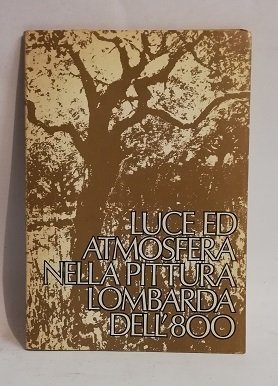 LUCE ED
ATMOSFERA
NELLA PITTURA
LOMBARDA
DELL'800